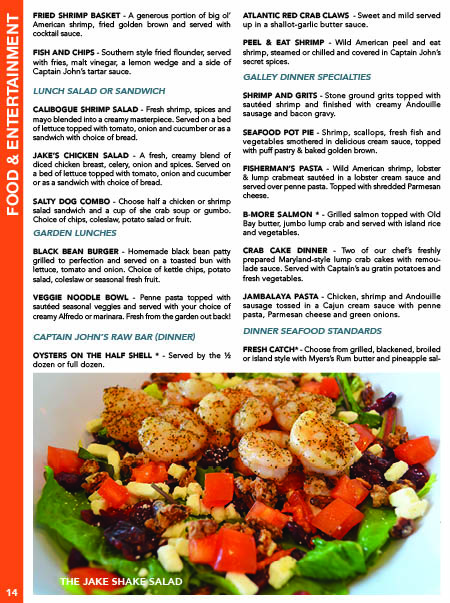 FOOD & ENTERTAINMENT
FRIED SHRIMP BASKET - A generous portion of big ol'
American shrimp, fried golden brown and served with
cocktail sauce.
FISH AND CHIPS - Southern style fried flounder, served
with fries, malt vinegar, a lemon wedge and a side of
Captain John's tartar sauce.
LUNCH SALAD OR SANDWICH
CALIBOGUE SHRIMP SALAD - Fresh shrimp, spices and
mayo blended into a creamy masterpiece. Served on a bed
of lettuce topped with tomato, onion and cucumber or as a
sandwich with choice of bread.
JAKE'S CHICKEN SALAD - A fresh, creamy blend of
diced chicken breast, celery, onion and spices. Served on
a bed of lettuce topped with tomato, onion and cucumber
or as a sandwich with choice of bread.
SALTY DOG COMBO - Choose half a chicken or shrimp
salad sandwich and a cup of she crab soup or gumbo.
Choice of chips, coleslaw, potato salad or fruit.
GARDEN LUNCHES
BLACK BEAN BURGER - Homemade black bean patty
grilled to perfection and served on a toasted bun with
lettuce, tomato and onion. Choice of kettle chips, potato
salad, coleslaw or seasonal fresh fruit.
VEGGIE NOODLE BOWL - Penne pasta topped with
sautéed seasonal veggies and served with your choice of
creamy Alfredo or marinara. Fresh from the garden out back!
CAPTAIN JOHN'S RAW BAR (DINNER)
OYSTERS ON THE HALF SHELL * - Served by the ½
dozen or full dozen.
ATLANTIC RED CRAB CLAWS - Sweet and mild served
up in a shallot-garlic butter sauce.
PEEL & EAT SHRIMP - Wild American peel and eat
shrimp, steamed or chilled and covered in Captain John's
secret spices.
GALLEY DINNER SPECIALTIES
SHRIMP AND GRITS - Stone ground grits topped with
sautéed shrimp and finished with creamy Andouille
sausage and bacon gravy.
SEAFOOD POT PIE - Shrimp, scallops, fresh fish and
vegetables smothered in delicious cream sauce, topped
with puff pastry & baked golden brown.
FISHERMAN'S PASTA - Wild American shrimp, lobster
& lump crabmeat sautéed in a lobster cream sauce and
served over penne pasta. Topped with shredded Parmesan
cheese.
B-MORE SALMON * - Grilled salmon topped with Old
Bay butter, jumbo lump crab and served with island rice
and vegetables.
CRAB CAKE DINNER - Two of our chef's freshly
prepared Maryland-style lump crab cakes with remou-
lade sauce. Served with Captain's au gratin potatoes and
fresh vegetables.
JAMBALAYA PASTA - Chicken, shrimp and Andouille
sausage tossed in a Cajun cream sauce with penne
pasta, Parmesan cheese and green onions.
DINNER SEAFOOD STANDARDS
FRESH CATCH* - Choose from grilled, blackened, broiled
or island style with Myers's Rum butter and pineapple sal-
THE JAKE SHAKE SALAD
14